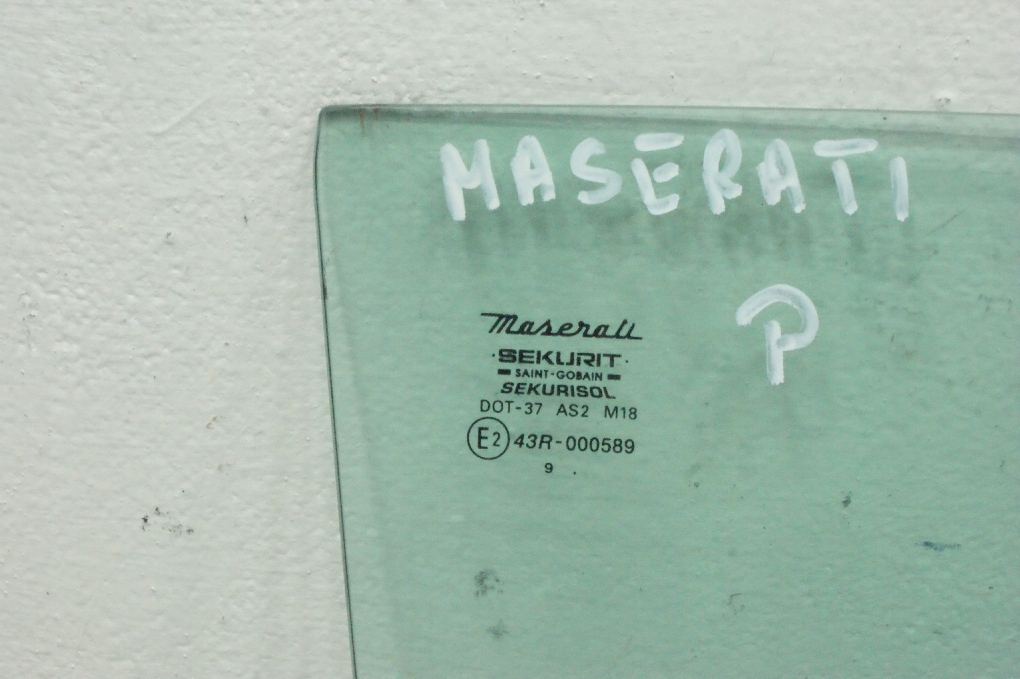 MASERATI
P
Maserati
·SEKURIT·
SAINT-GOBAIN
SEKURISOL
DOT-37 AS2 M18
E2 43R-000589
9 .